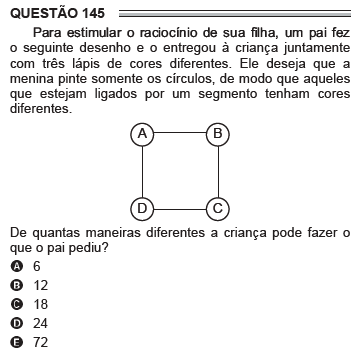 QUESTÃO 145
Para estimular o raciocínio de sua filha, um pai fez
o seguinte desenho e o entregou à criança juntamente
com três lápis de cores diferentes. Ele deseja que a
menina pinte somente os círculos, de modo que aqueles
que estejam ligados por um segmento tenham cores
diferentes.
A B
D C
De quantas maneiras diferentes a criança pode fazer o
que o pai pediu?
A 6
B 12
C 18
D 24
E 72